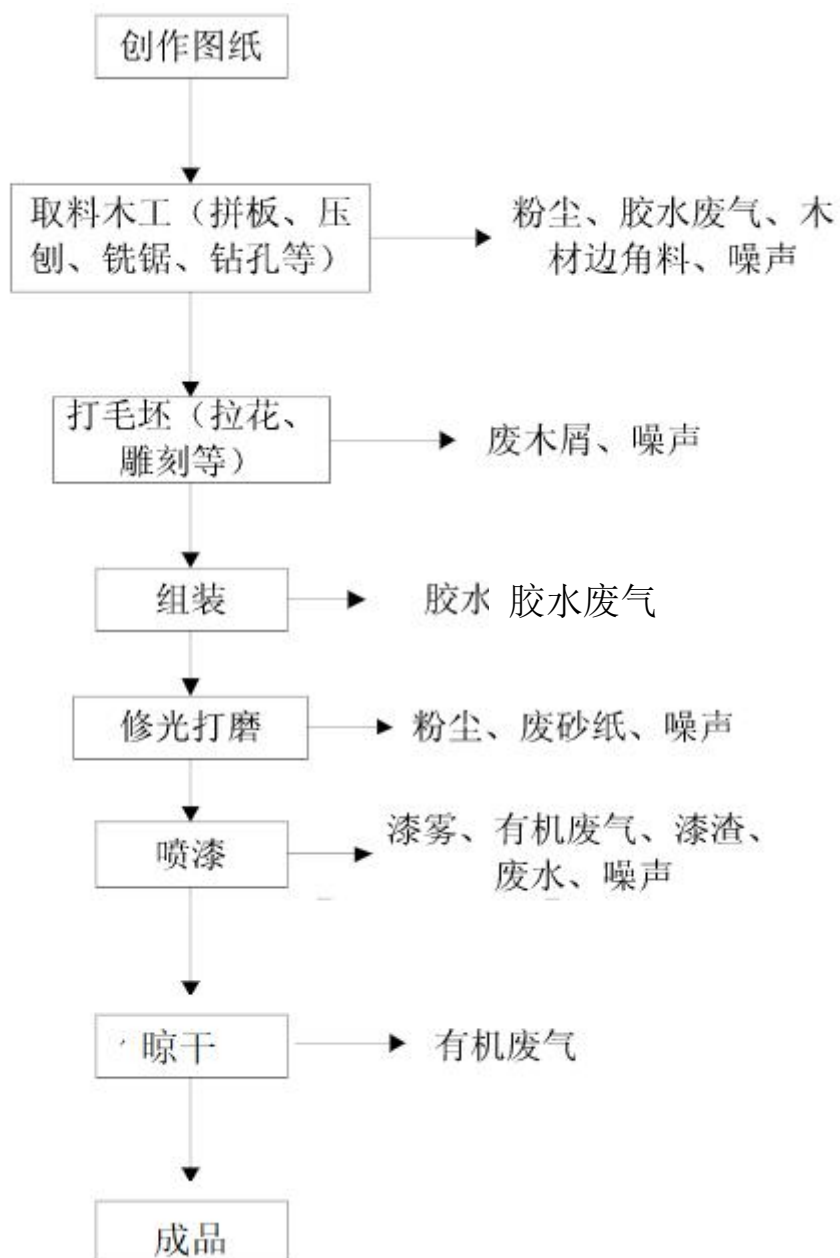 创作图纸
取料木工（拼板、压
刨、铣锯、钻孔等）
粉尘、胶水废气、木
材边角料、噪声
打毛坯（拉花、
雕刻等）
废木屑、噪声
组装
胶水 胶水废气
修光打磨
粉尘、废砂纸、噪声
喷漆
漆雾、有机废气、漆渣、
废水、噪声
晾干
有机废气
成品